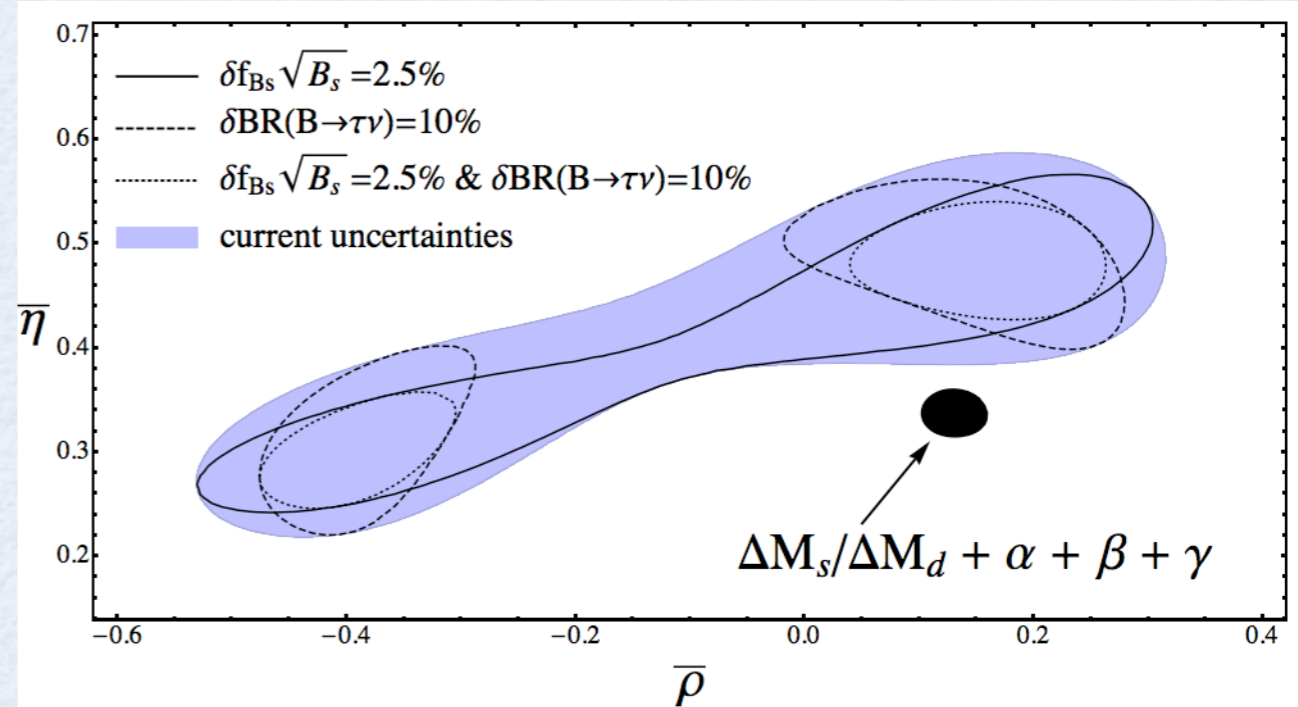 0.7
δf_Bs √B_s =2.5%
δBR(B→τν)=10%
0.6
δf_Bs √B_s =2.5% & δBR(B→τν)=10%
current uncertainties
0.5
η̅
0.4
0.3
ΔM_s/ΔM_d + α + β + γ
0.2
−0.6 −0.4 −0.2 0.0 0.2 0.4
ρ̅